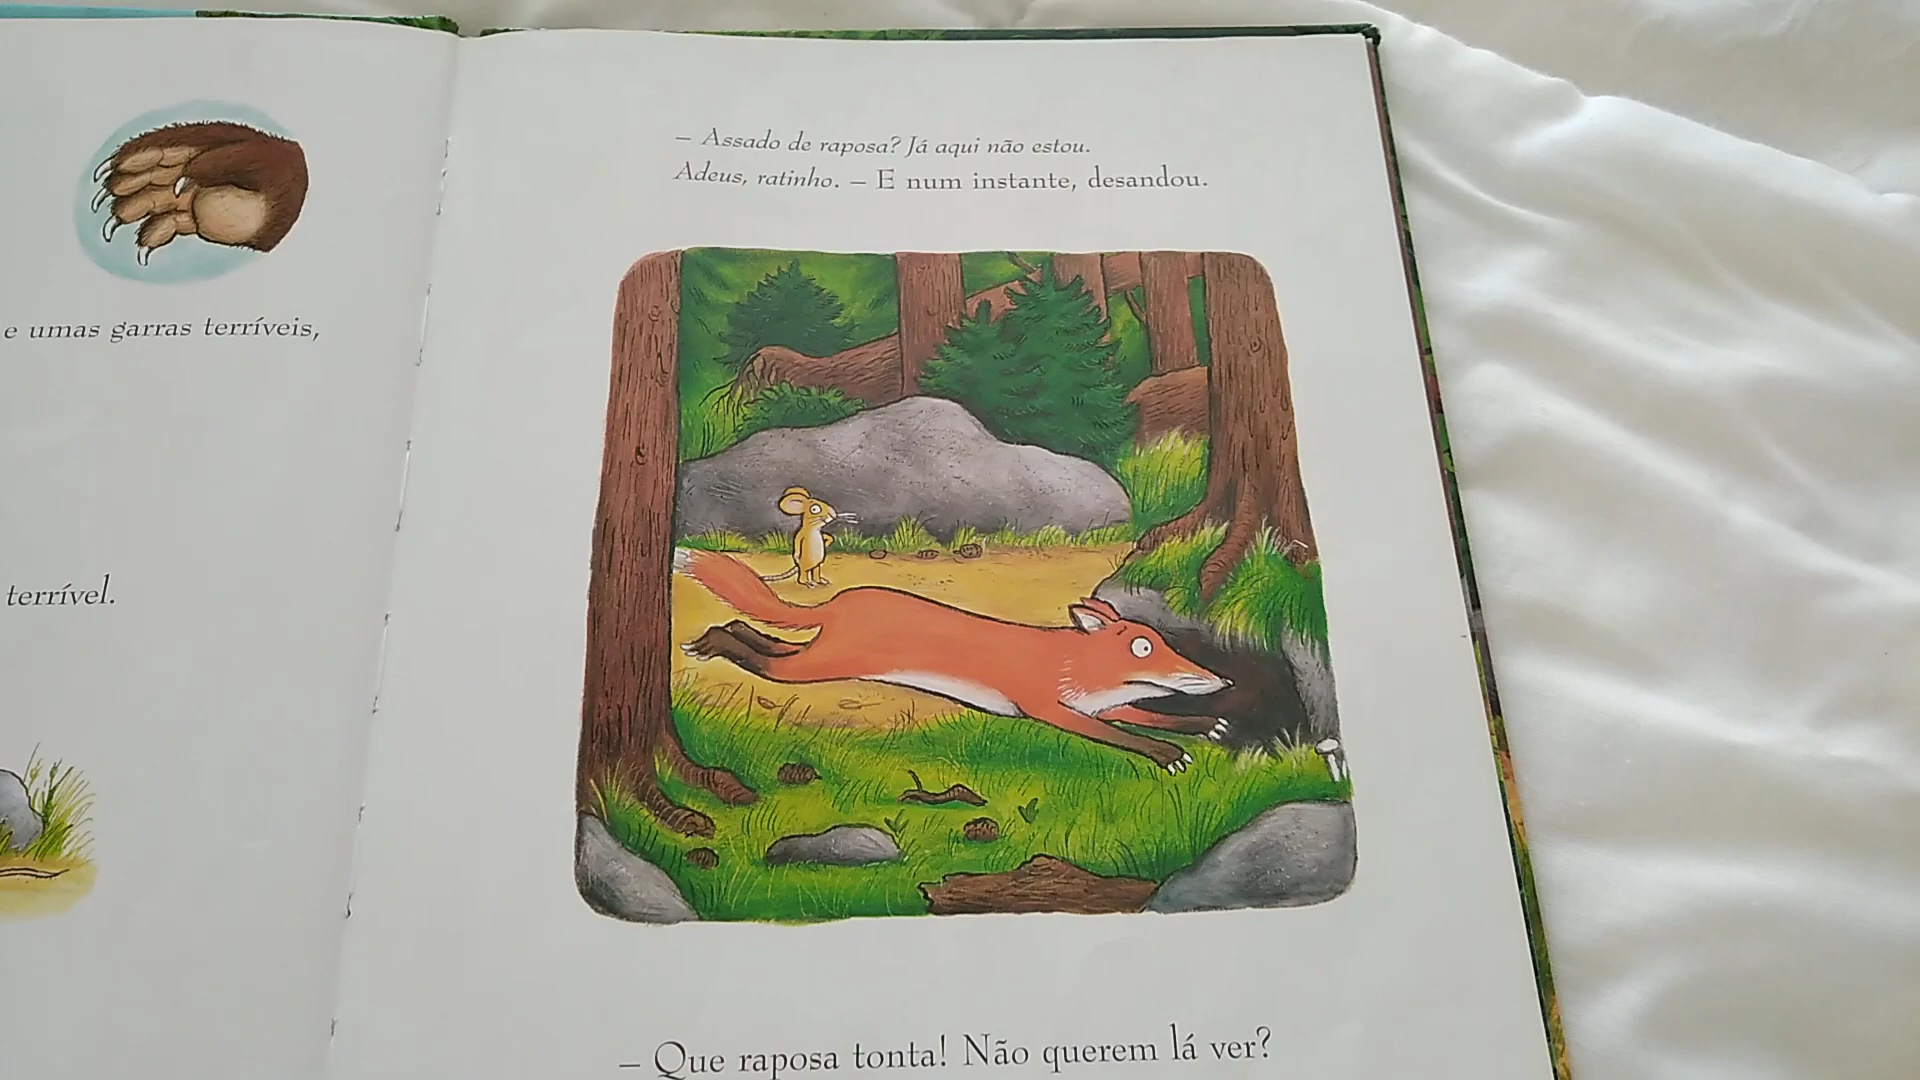 e umas garras terríveis,
terrível.
– Assado de raposa? Já aqui não estou.
Adeus, ratinho. – E num instante, desandou.
– Que raposa tonta! Não querem lá ver?